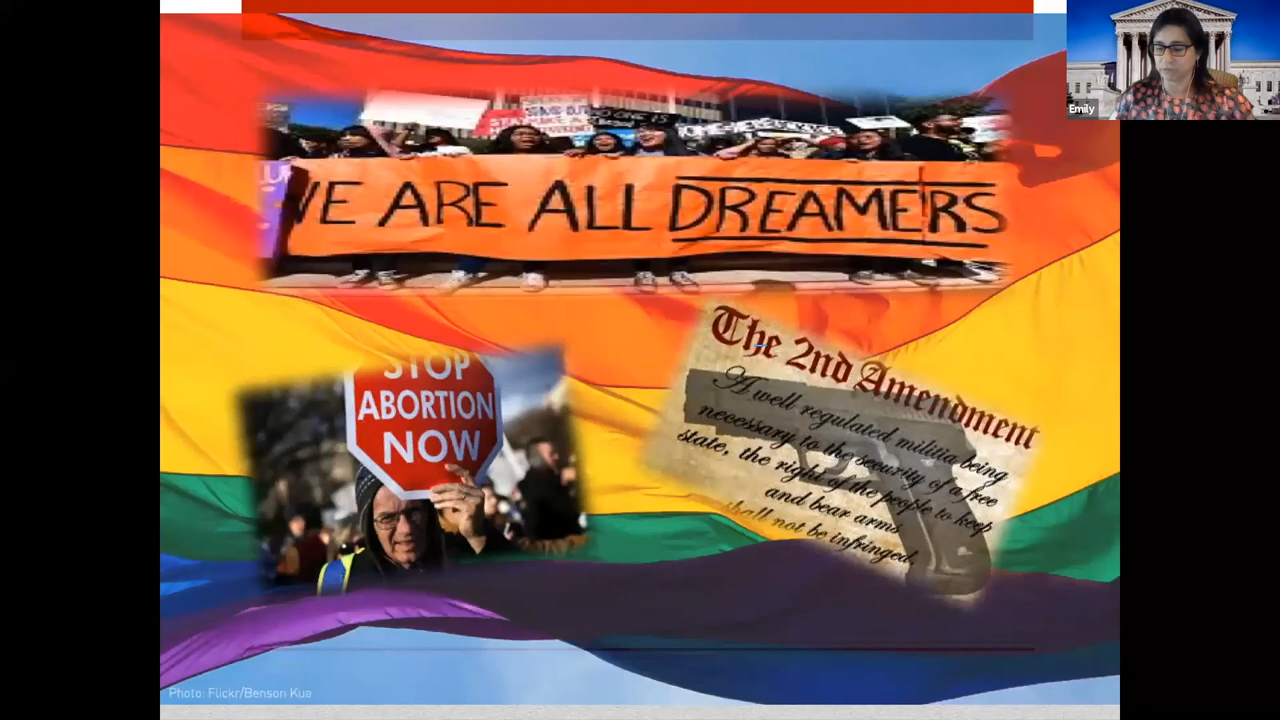 Emily
WE ARE ALL DREAMERS
STOP
ABORTION
NOW
The 2nd Amendment
A well regulated militia being
necessary to the security of a free
state, the right of the people to keep
and bear arms
shall not be infringed.
Photo: Flickr/Benson Kua